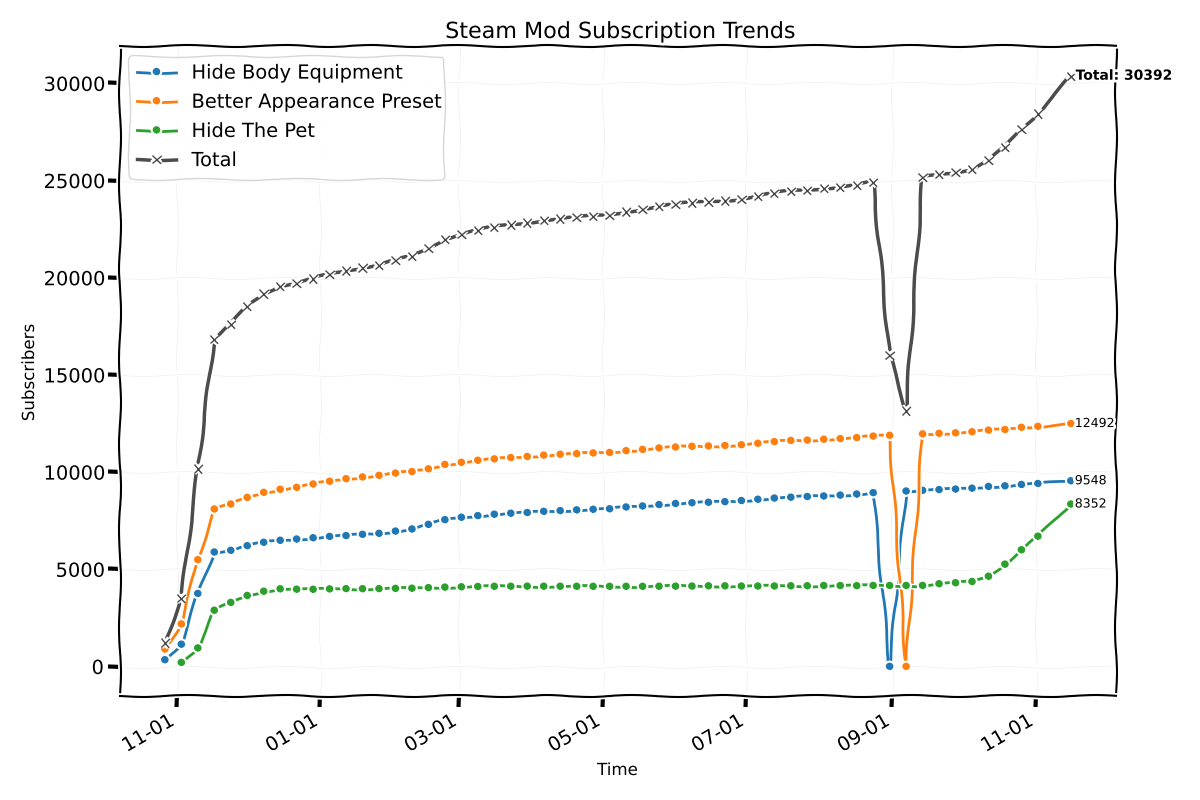 Steam Mod Subscription Trends
Hide Body Equipment
Better Appearance Preset
Hide The Pet
Total
Total: 30392
12492
9548
8352
30000
25000
20000
15000
10000
5000
0
Subscribers
11-01
01-01
03-01
05-01
07-01
09-01
11-01
Time